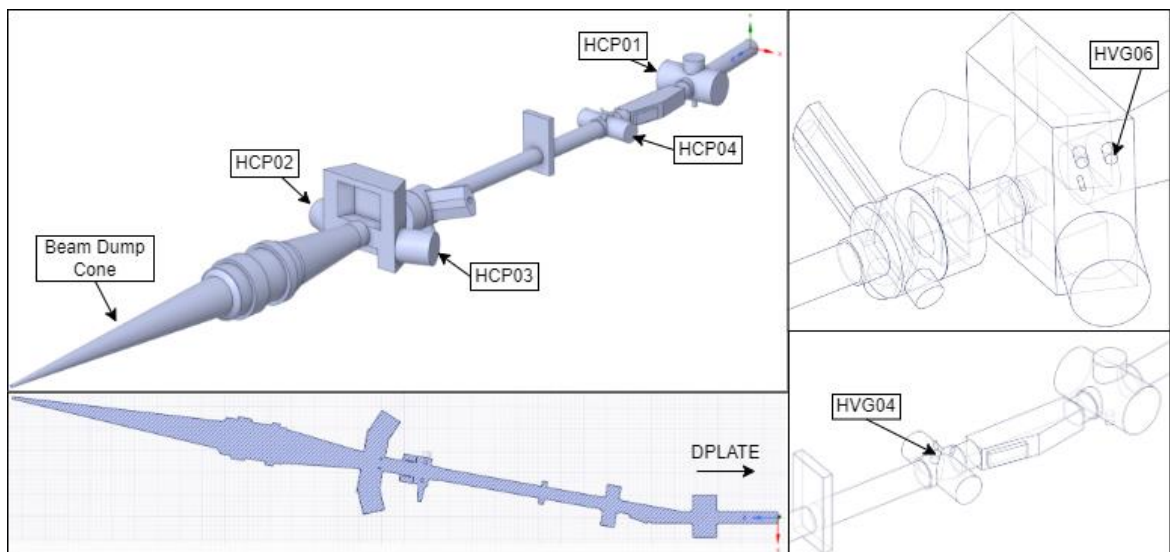 HCP01
HCP04
HCP02
HCP03
Beam Dump
Cone
HVG06
HVG04
DPLATE